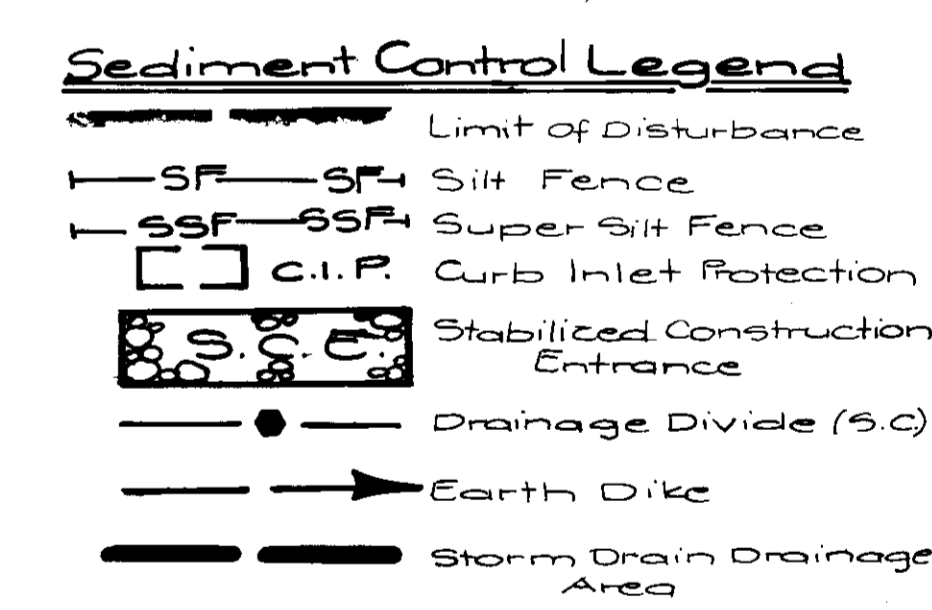 Sediment Control Legend
Limit of Disturbance
SF SF Silt Fence
SSF SSF Super Silt Fence
C.I.P. Curb Inlet Protection
S.C.E. Stabilized Construction
Entrance
Drainage Divide (S.C.)
Earth Dike
Storm Drain Drainage
Area